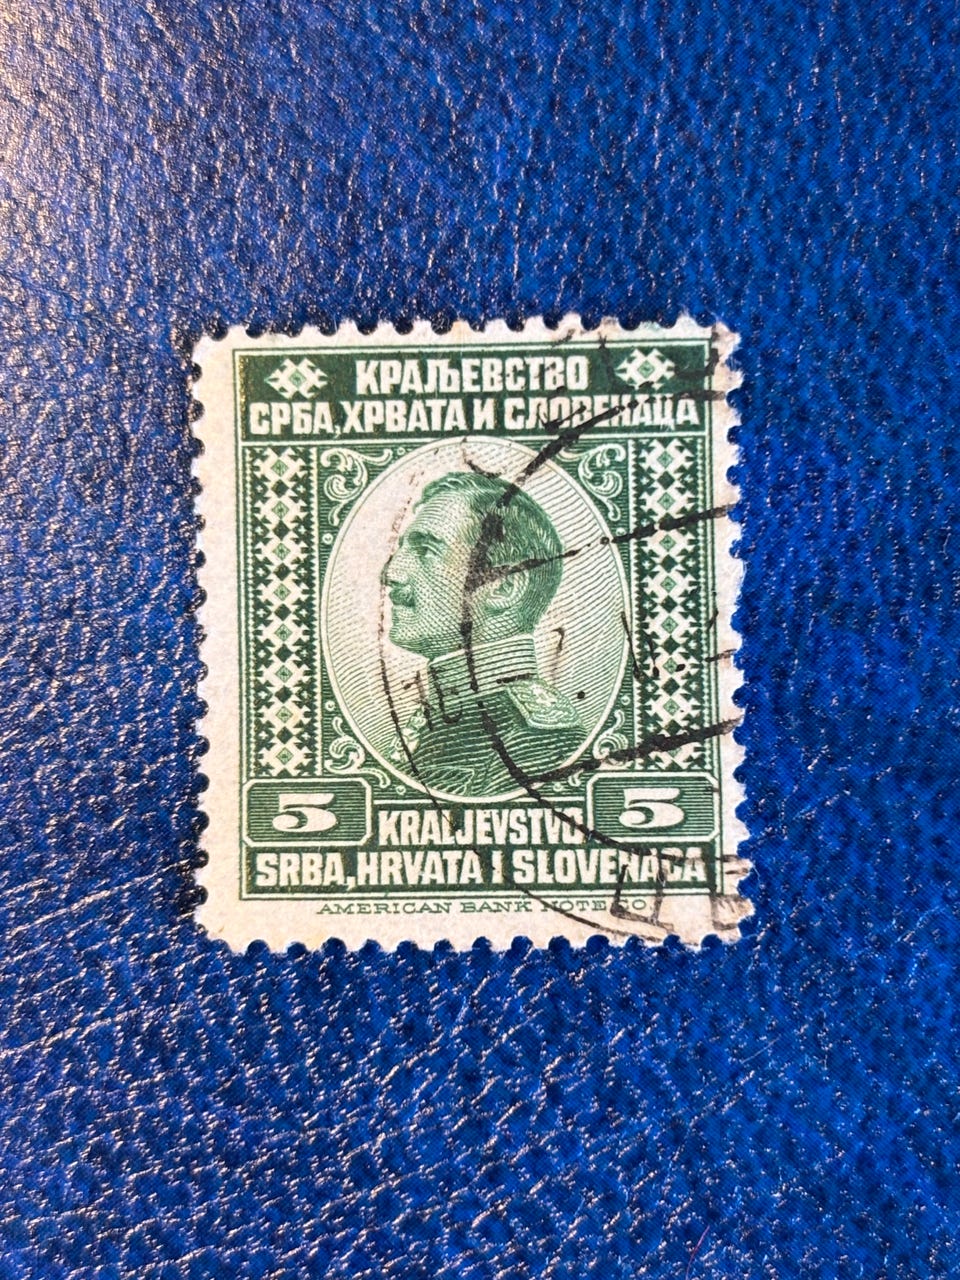 КРАЉЕВСТВО
СРБА, ХРВАТА И СЛОВЕНАЦА
5 5
KRALJEVSTVO
SRBA, HRVATA I SLOVENACA
AMERICAN BANK NOTE CO.